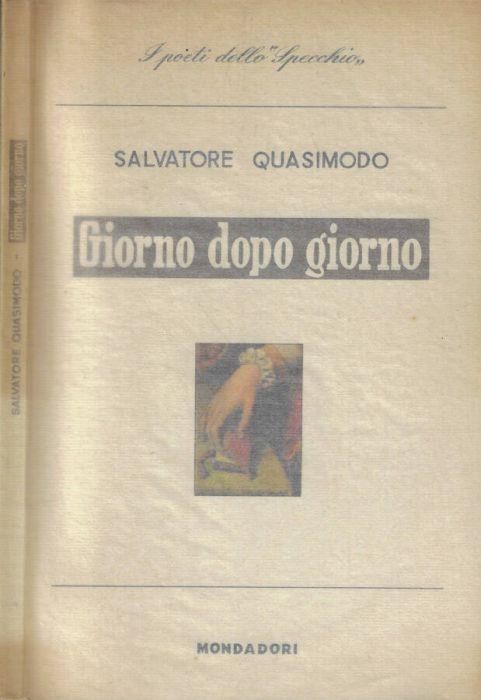 I poeti dello "Specchio„
SALVATORE QUASIMODO
Giorno dopo giorno
MONDADORI
SALVATORE QUASIMODO - Giorno dopo giorno